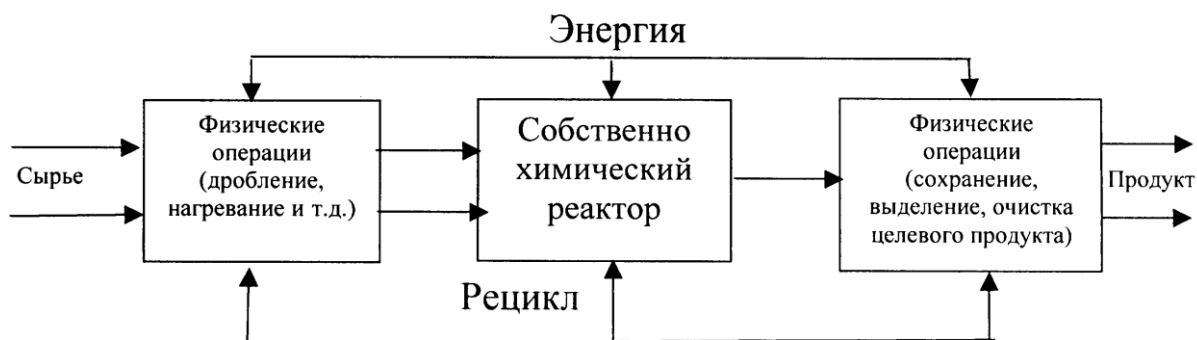 Энергия
Сырье
Физические
операции
(дробление,
нагревание и т.д.)
Собственно
химический
реактор
Физические
операции
(сохранение,
выделение, очистка
целевого продукта)
Продукт
Рецикл